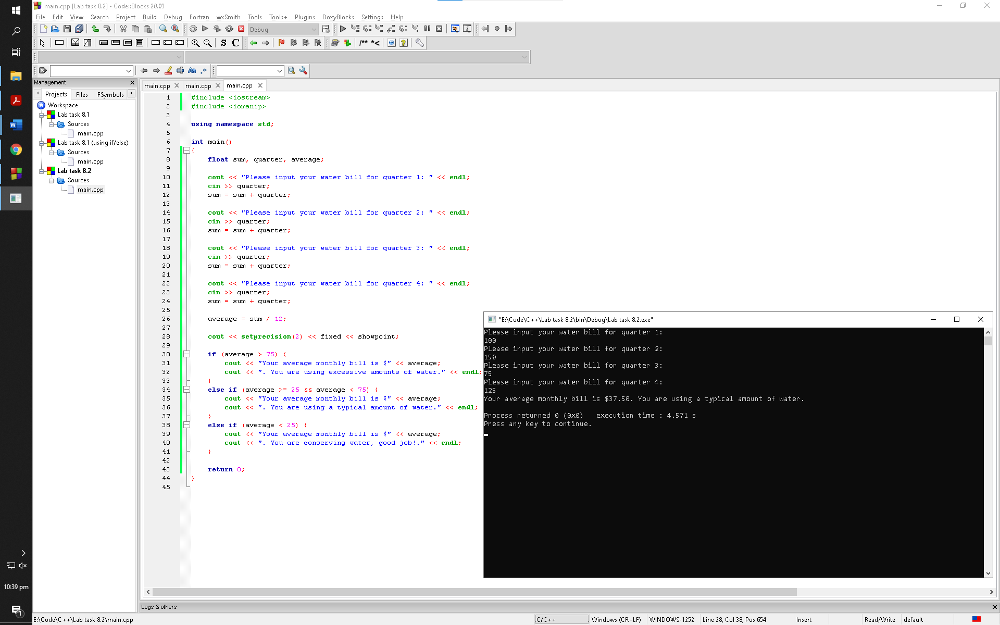 main.cpp [Lab task 8.2] - Code::Blocks 20.03
File Edit View Search Project Build Debug Fortran wxSmith Tools Tools+ Plugins DoxyBlocks Settings Help
Debug
S C /** *<
Aa .*
Management
Projects Files FSymbols
Workspace
Lab task 8.1
Sources
main.cpp
Lab task 8.1 (using if/else)
Sources
main.cpp
Lab task 8.2
Sources
main.cpp
main.cpp main.cpp main.cpp
1 #include <iostream>
2 #include <iomanip>
3
4 using namespace std;
5
6 int main()
7 {
8 float sum, quarter, average;
9
10 cout << "Please input your water bill for quarter 1: " << endl;
11 cin >> quarter;
12 sum = sum + quarter;
13
14 cout << "Please input your water bill for quarter 2: " << endl;
15 cin >> quarter;
16 sum = sum + quarter;
17
18 cout << "Please input your water bill for quarter 3: " << endl;
19 cin >> quarter;
20 sum = sum + quarter;
21
22 cout << "Please input your water bill for quarter 4: " << endl;
23 cin >> quarter;
24 sum = sum + quarter;
25
26 average = sum / 12;
27
28 cout << setprecision(2) << fixed << showpoint;
29
30 if (average > 75) {
31 cout << "Your average monthly bill is $" << average;
32 cout << ". You are using excessive amounts of water." << endl;
33 }
34 else if (average >= 25 && average < 75) {
35 cout << "Your average monthly bill is $" << average;
36 cout << ". You are using a typical amount of water." << endl;
37 }
38 else if (average < 25) {
39 cout << "Your average monthly bill is $" << average;
40 cout << ". You are conserving water, good job!." << endl;
41 }
42
43 return 0;
44 }
45
"E:\Code\C++\Lab task 8.2\bin\Debug\Lab task 8.2.exe"
Please input your water bill for quarter 1:
100
Please input your water bill for quarter 2:
150
Please input your water bill for quarter 3:
75
Please input your water bill for quarter 4:
125
Your average monthly bill is $37.50. You are using a typical amount of water.
Process returned 0 (0x0) execution time : 4.571 s
Press any key to continue.
10:39 pm
1
Logs & others
E:\Code\C++\Lab task 8.2\main.cpp
C/C++ Windows (CR+LF) WINDOWS-1252 Line 28, Col 38, Pos 654 Insert Read/Write default